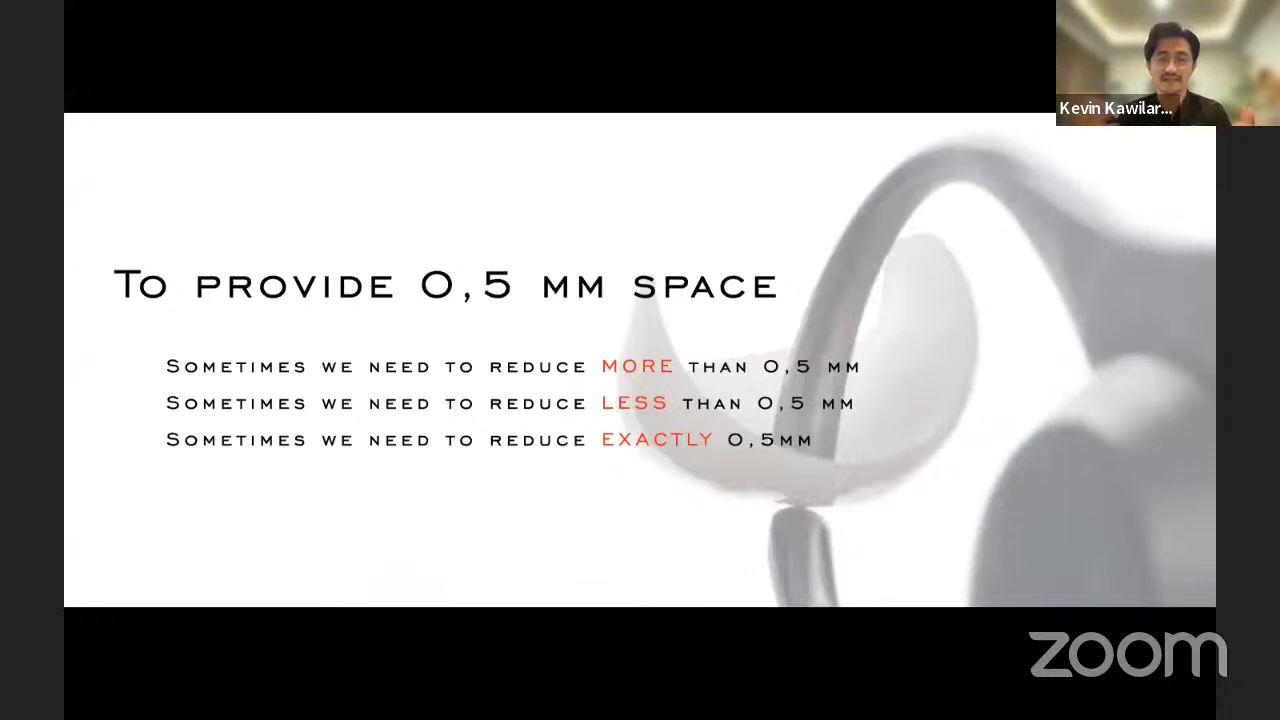 Kevin Kawilar...
To provide 0,5 mm space
Sometimes we need to reduce MORE than 0,5 mm
Sometimes we need to reduce LESS than 0,5 mm
Sometimes we need to reduce EXACTLY 0,5mm
zoom